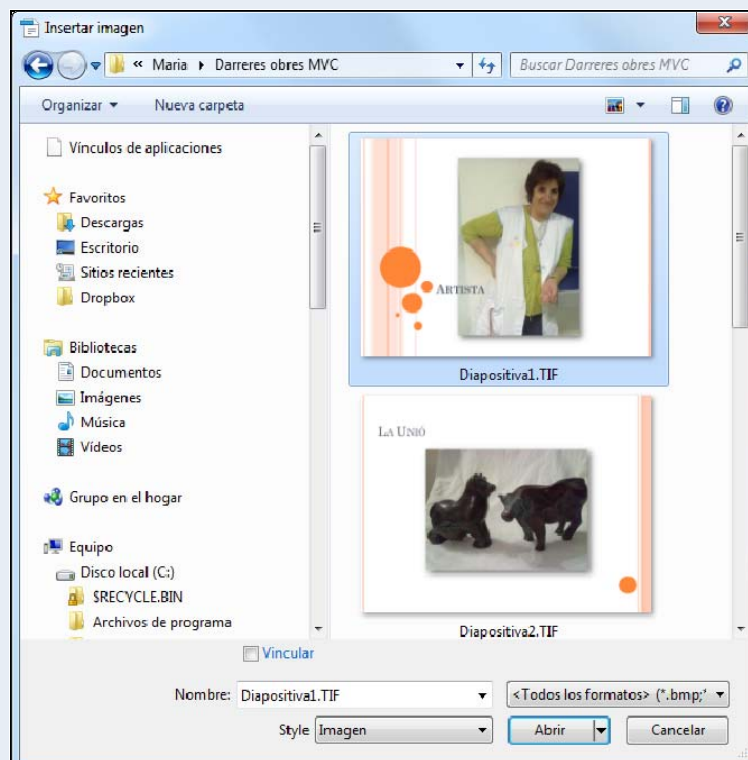 Insertar imagen
« Maria ▸ Darreres obres MVC
Buscar Darreres obres MVC
Organizar
Nueva carpeta
Vínculos de aplicaciones
Favoritos
Descargas
Escritorio
Sitios recientes
Dropbox
Bibliotecas
Documentos
Imágenes
Música
Vídeos
Grupo en el hogar
Equipo
Disco local (C:)
$RECYCLE.BIN
Archivos de programa
ARTISTA
Diapositiva1.TIF
LA UNIÓ
Diapositiva2.TIF
Vincular
Nombre: Diapositiva1.TIF
<Todos los formatos> (*.bmp;*
Style Imagen
Abrir
Cancelar